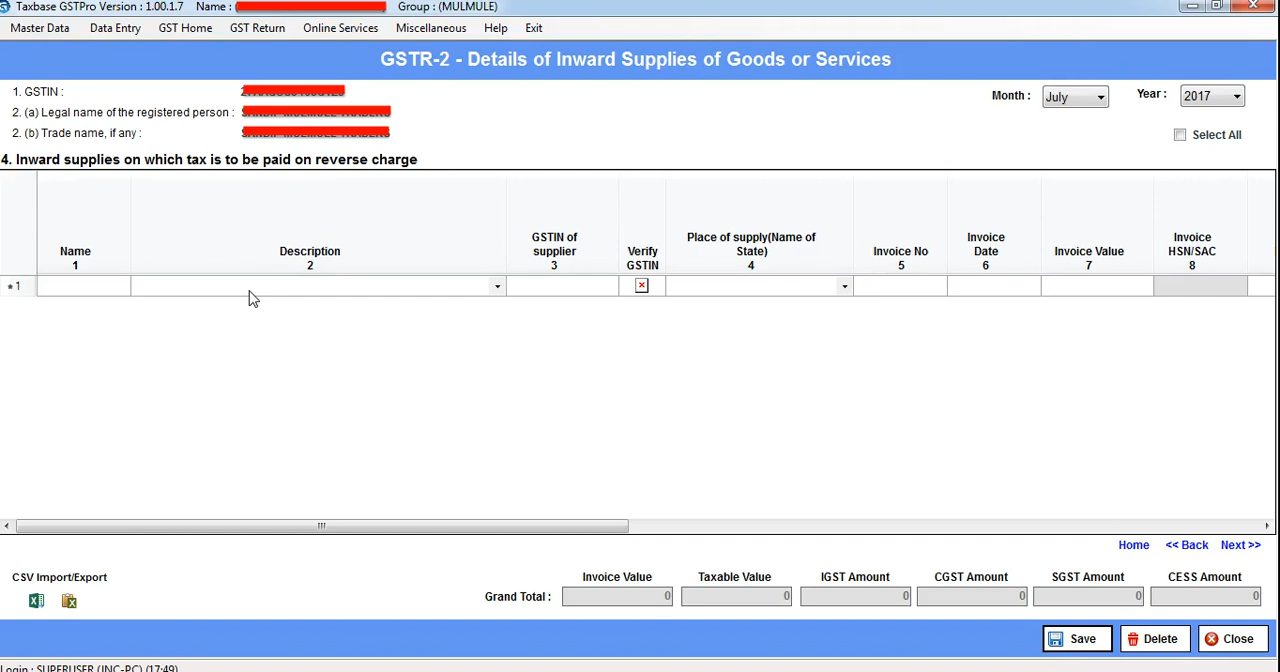 Taxbase GSTPro Version : 1.00.1.7 Name : Group : (MULMULE)
Master Data Data Entry GST Home GST Return Online Services Miscellaneous Help Exit
GSTR-2 - Details of Inward Supplies of Goods or Services
1. GSTIN :
2. (a) Legal name of the registered person :
2. (b) Trade name, if any :
Month : July Year : 2017
Select All
4. Inward supplies on which tax is to be paid on reverse charge
Name 1
Description 2
GSTIN of supplier 3
Verify GSTIN
Place of supply(Name of State) 4
Invoice No 5
Invoice Date 6
Invoice Value 7
Invoice HSN/SAC 8
*1
Home << Back Next >>
CSV Import/Export
Invoice Value Taxable Value IGST Amount CGST Amount SGST Amount CESS Amount
Grand Total : 0 0 0 0 0 0
Save Delete Close
Login : SUPERUSER (INC-PC) (17:49)